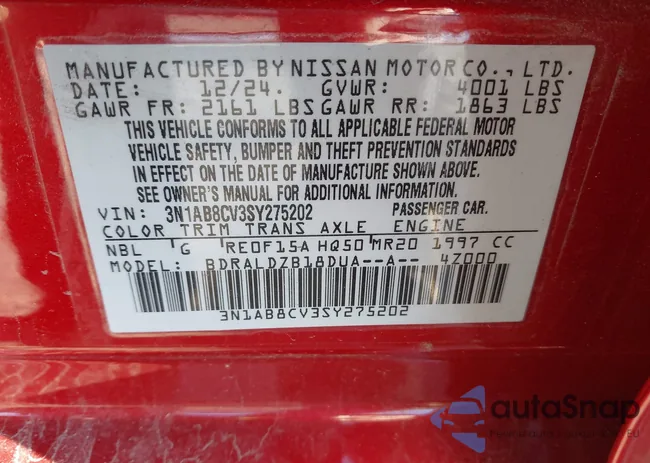 MANUFACTURED BY NISSAN MOTOR CO., LTD.
DATE: 12/24. GVWR: 4001 LBS
GAWR FR: 2161 LBS GAWR RR: 1863 LBS
THIS VEHICLE CONFORMS TO ALL APPLICABLE FEDERAL MOTOR
VEHICLE SAFETY, BUMPER AND THEFT PREVENTION STANDARDS
IN EFFECT ON THE DATE OF MANUFACTURE SHOWN ABOVE.
SEE OWNER'S MANUAL FOR ADDITIONAL INFORMATION.
VIN: 3N1AB8CV3SY275202 PASSENGER CAR.
COLOR TRIM TRANS AXLE ENGINE
NBL G RE0F15A HQ50 MR20 1997 CC
MODEL: BDRALDZB18DUA--A-- 4Z000
3N1AB8CV3SY275202
autoSnap